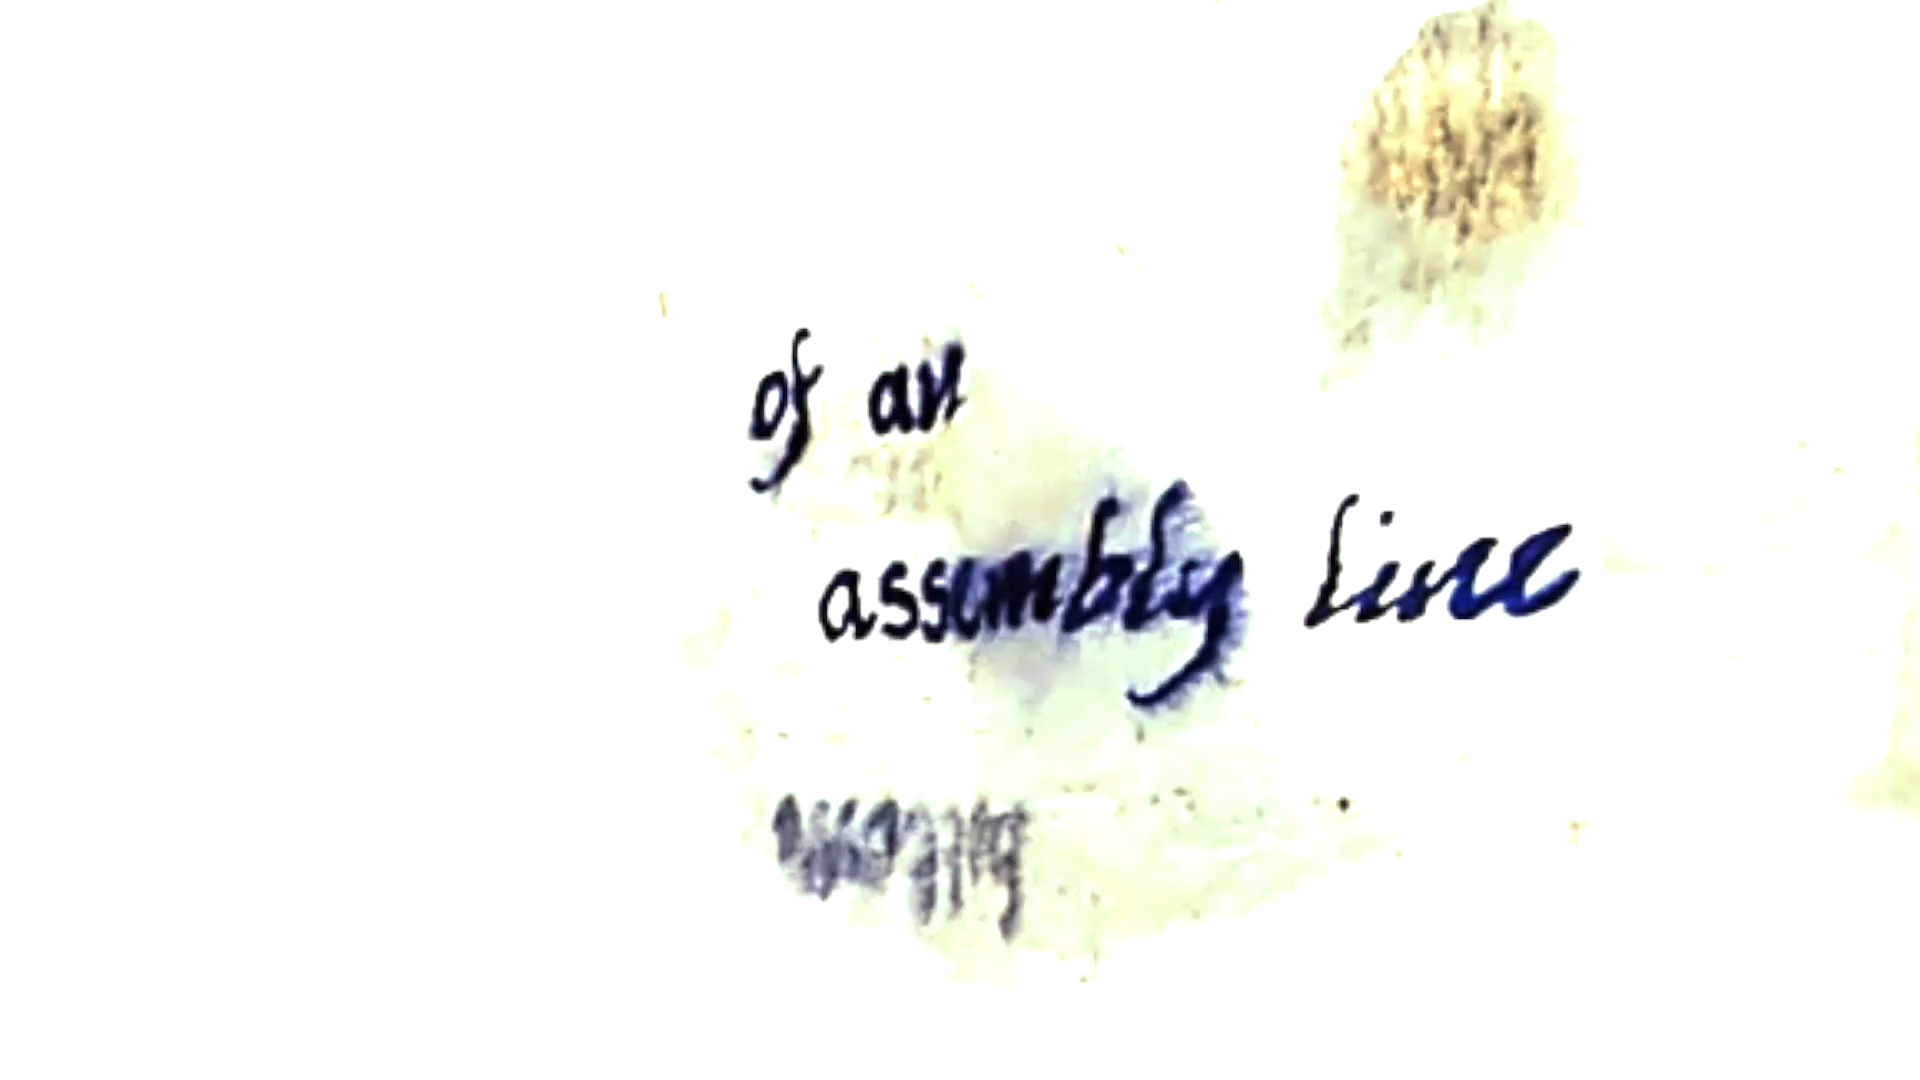 of an
assembly line